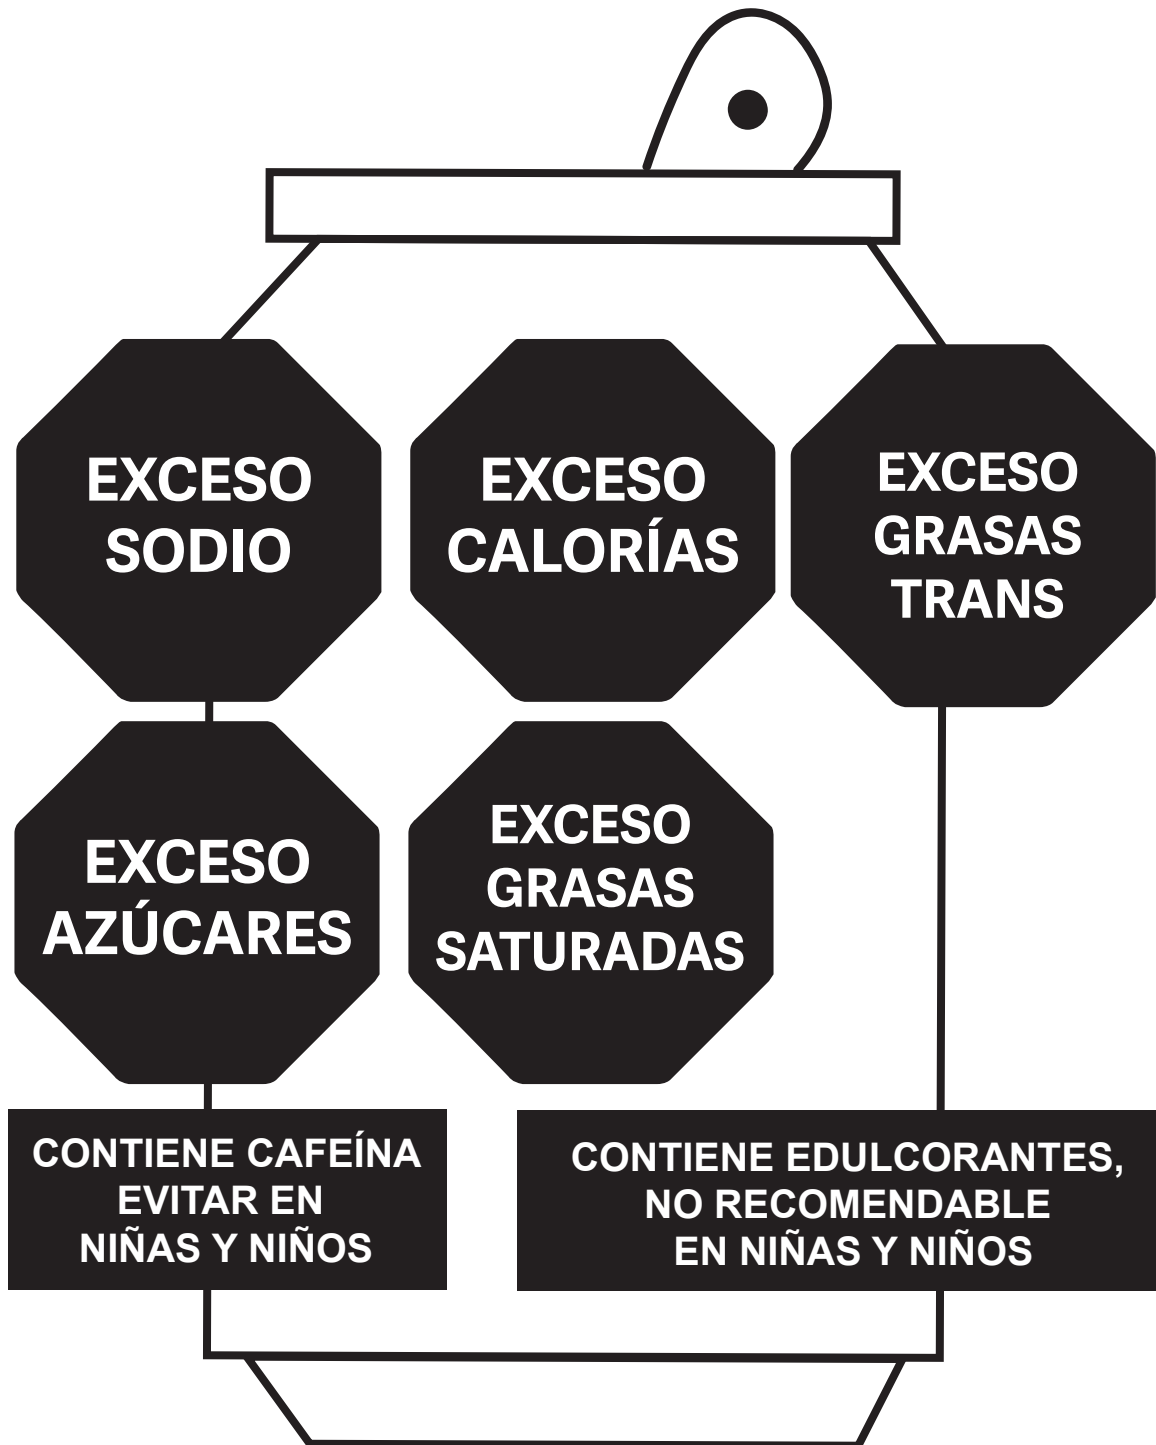 EXCESO
SODIO
EXCESO
CALORÍAS
EXCESO
GRASAS
TRANS
EXCESO
AZÚCARES
EXCESO
GRASAS
SATURADAS
CONTIENE CAFEÍNA
EVITAR EN
NIÑAS Y NIÑOS
CONTIENE EDULCORANTES,
NO RECOMENDABLE
EN NIÑAS Y NIÑOS